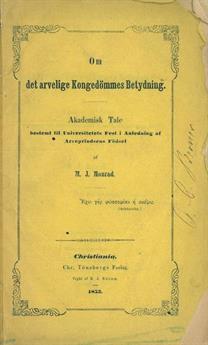 Om
det arvelige Kongedömmes Betydning.
Akademisk Tale
bestemt til Universitetets Fest i Anledning af
Arveprindsens Födsel
af
M. J. Monrad.
Christiania.
Chr. Tönsbergs Forlag.
1853.